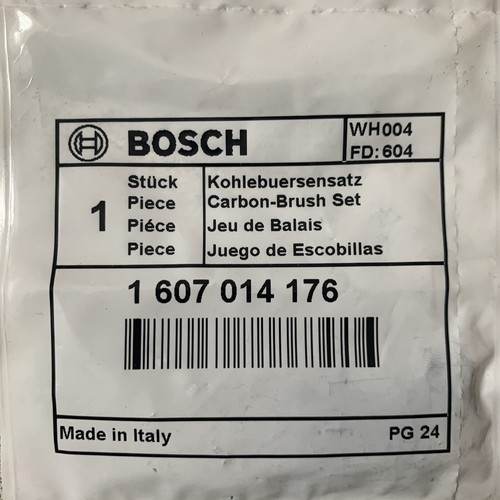 BOSCH
WH004
FD: 604
1
Stück Kohlebuersensatz
Piece Carbon-Brush Set
Piéce Jeu de Balais
Piece Juego de Escobillas
1 607 014 176
Made in Italy PG 24